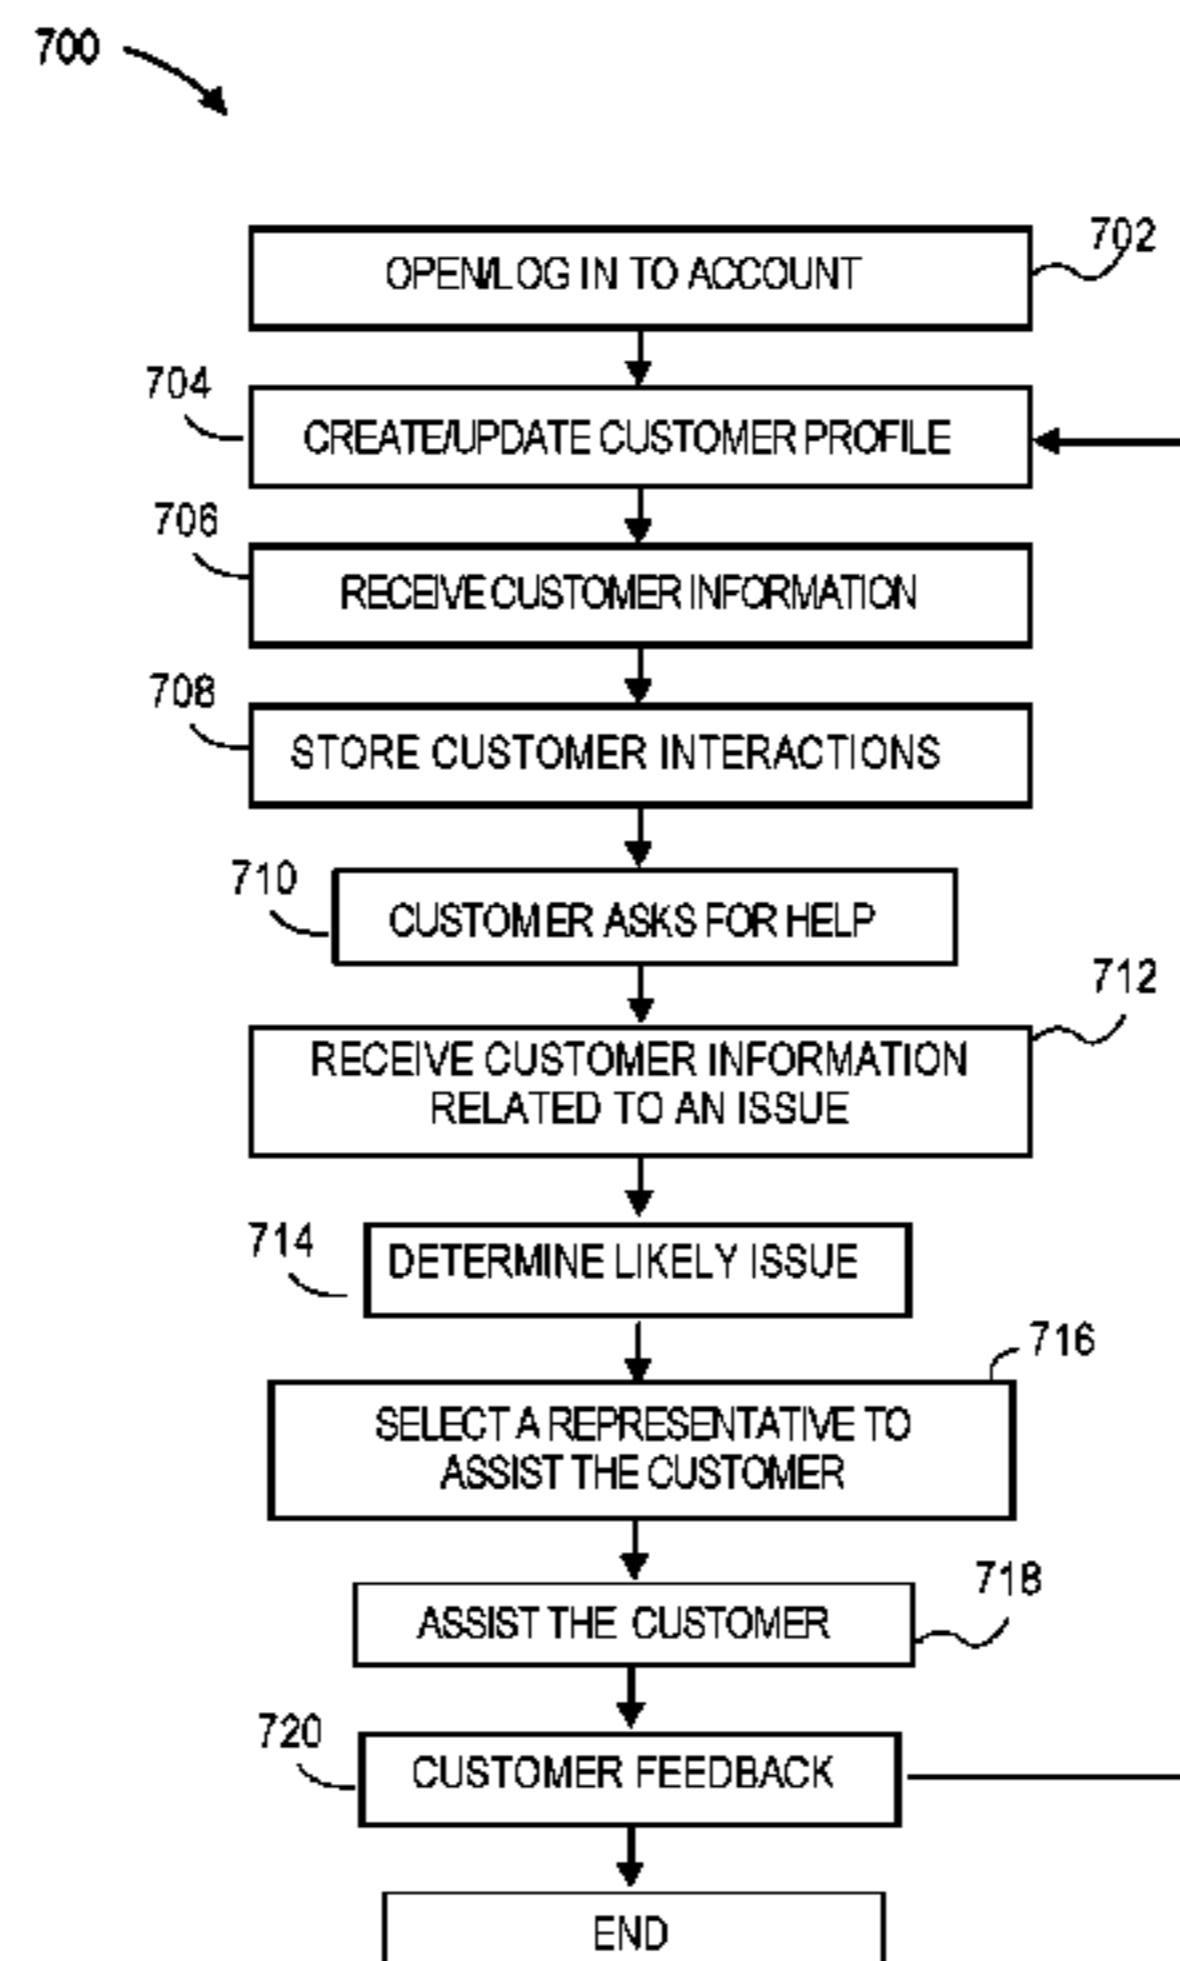 700
702
OPEN/LOG IN TO ACCOUNT
704
CREATE/UPDATE CUSTOMER PROFILE
706
RECEIVE CUSTOMER INFORMATION
708
STORE CUSTOMER INTERACTIONS
710
CUSTOMER ASKS FOR HELP
712
RECEIVE CUSTOMER INFORMATION
RELATED TO AN ISSUE
714
DETERMINE LIKELY ISSUE
716
SELECT A REPRESENTATIVE TO
ASSIST THE CUSTOMER
718
ASSIST THE CUSTOMER
720
CUSTOMER FEEDBACK
END